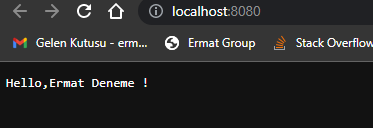 localhost:8080
Gelen Kutusu - erm...
Ermat Group
Stack Overflow
Hello,Ermat Deneme !